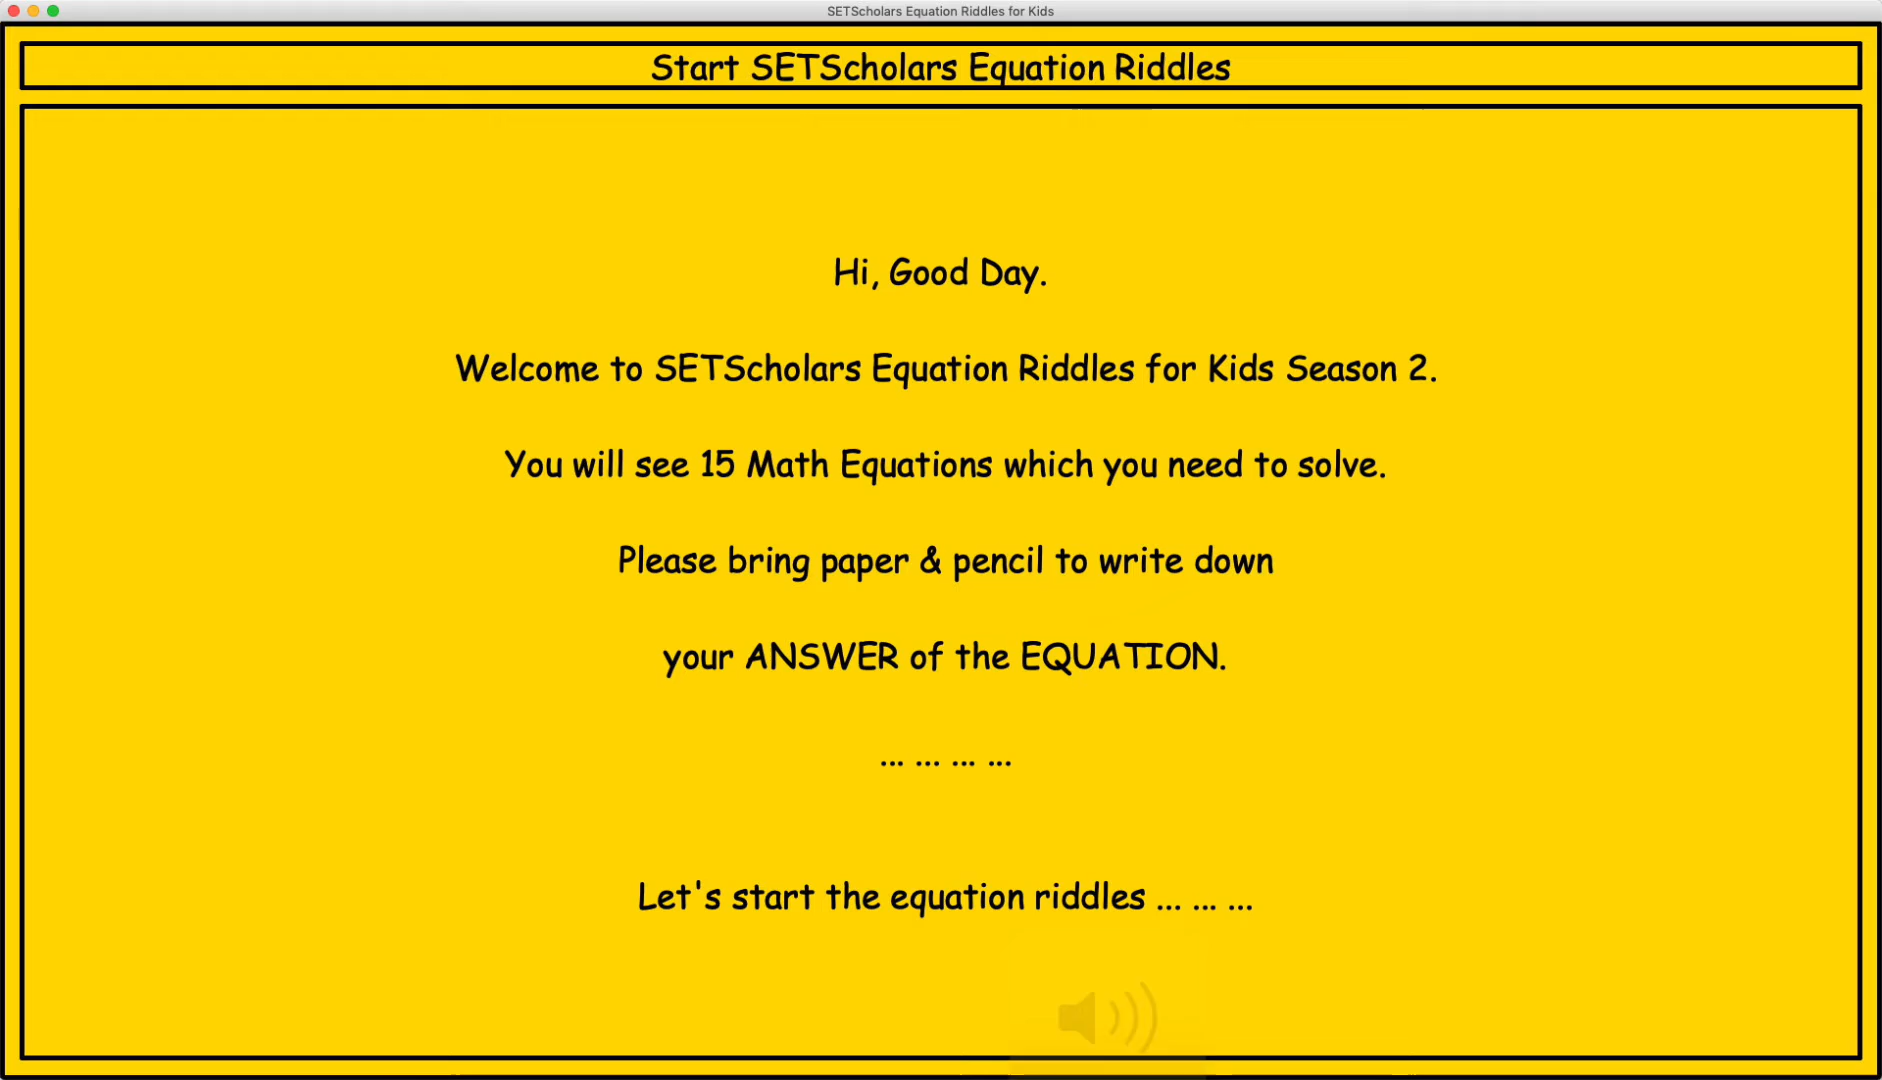 SETScholars Equation Riddles for Kids
Start SETScholars Equation Riddles
Hi, Good Day.
Welcome to SETScholars Equation Riddles for Kids Season 2.
You will see 15 Math Equations which you need to solve.
Please bring paper & pencil to write down
your ANSWER of the EQUATION.
... ... ... ...
Let's start the equation riddles ... ... ...